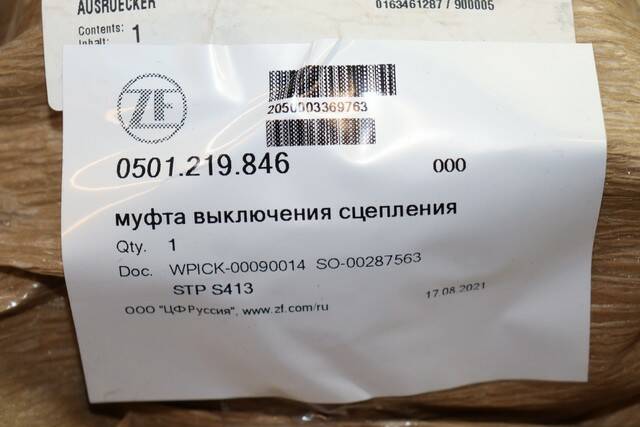 AUSRUECKER
0163461287 / 900005
Contents:
Inhalt: 1
ZF
2050003369763
0501.219.846 000
муфта выключения сцепления
Qty. 1
Doc. WPICK-00090014 SO-00287563
STP S413
17.08.2021
ООО "ЦФ Руссия", www.zf.com/ru